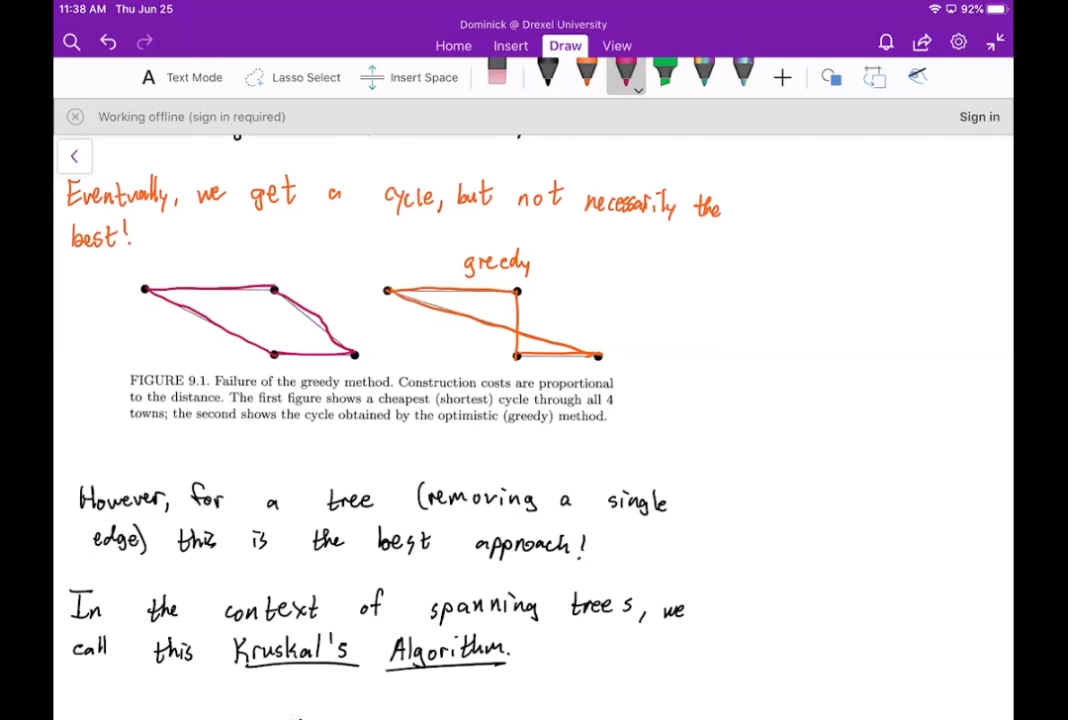 11:38 AM Thu Jun 25
92%
Dominick @ Drexel University
Home Insert Draw View
A Text Mode Lasso Select Insert Space
Working offline (sign in required) Sign in
Eventually, we get a cycle, but not necessarily the
best!
greedy
FIGURE 9.1. Failure of the greedy method. Construction costs are proportional
to the distance. The first figure shows a cheapest (shortest) cycle through all 4
towns; the second shows the cycle obtained by the optimistic (greedy) method.
However, for a tree (removing a single
edge) this is the best approach!
In the context of spanning trees, we
call this Kruskal's Algorithm.